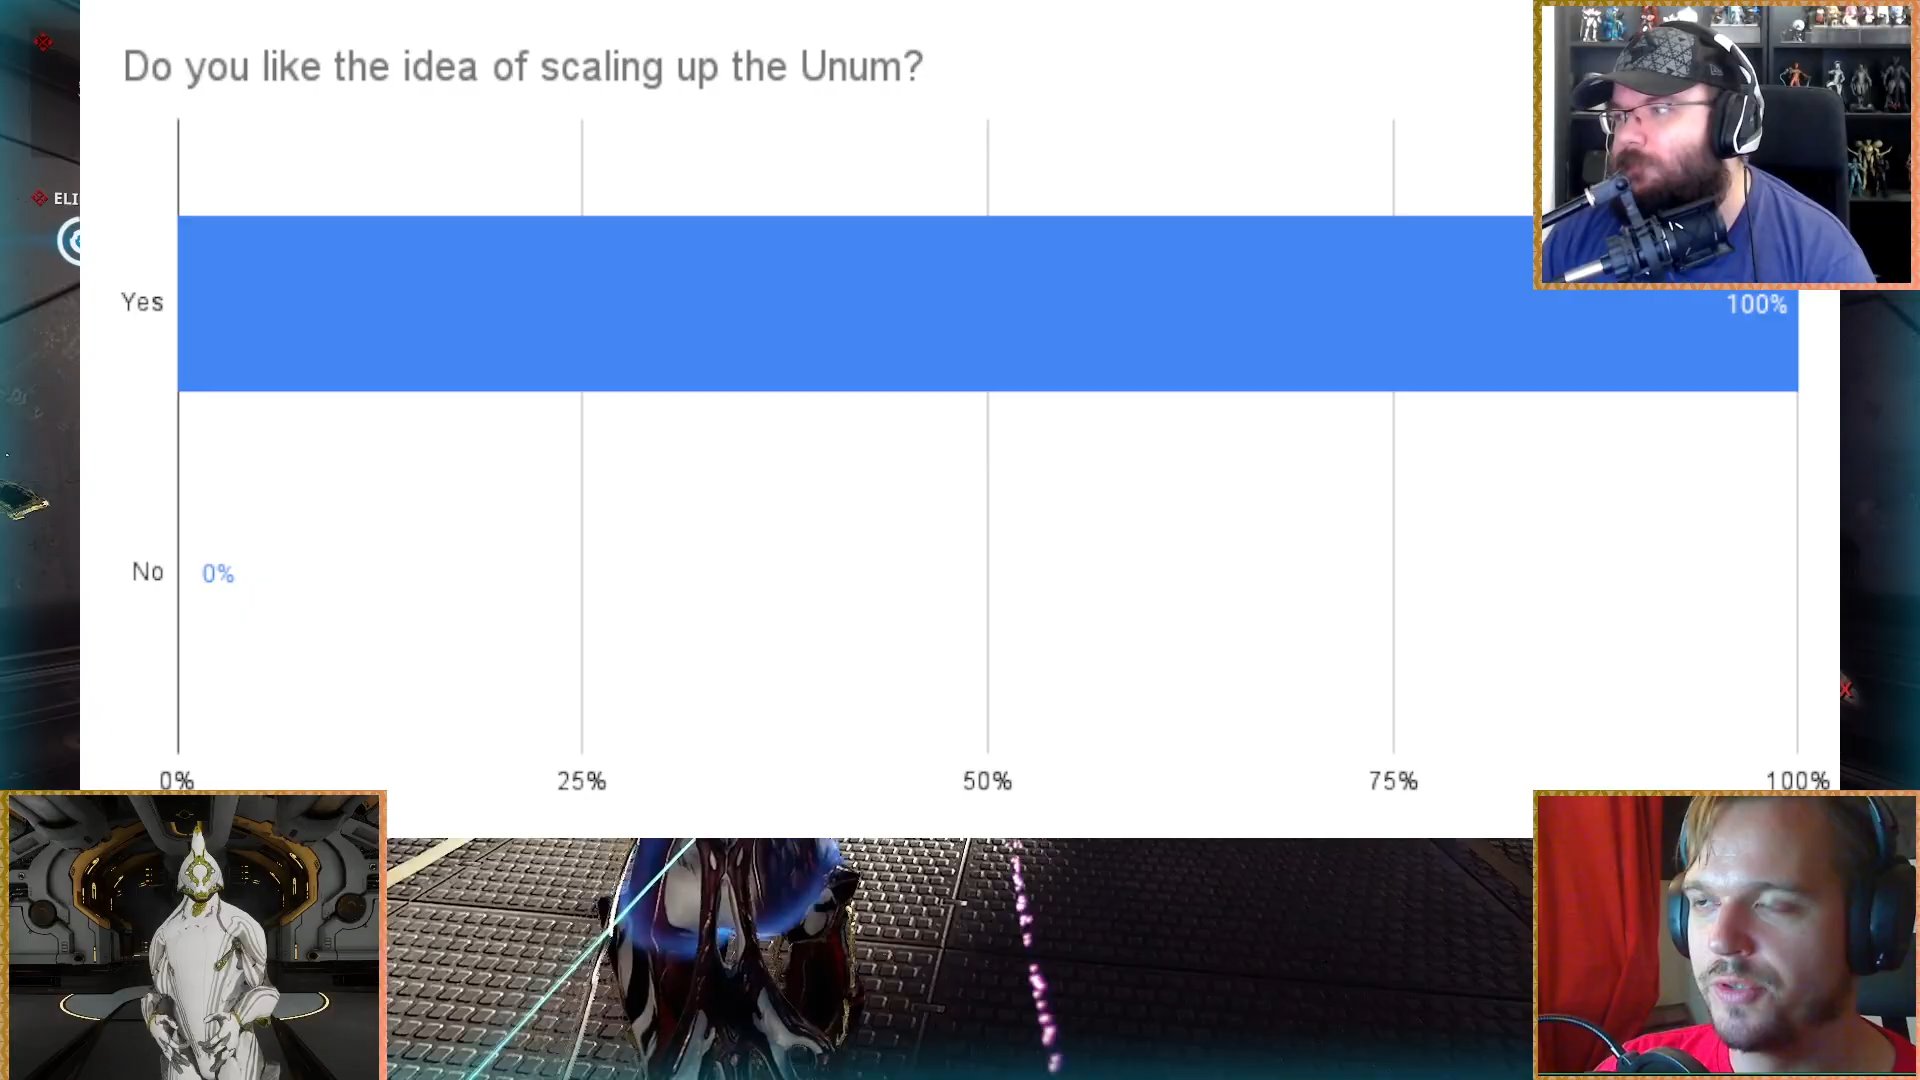 Do you like the idea of scaling up the Unum?
ELI
Yes
100%
No
0%
0%
25%
50%
75%
100%
X